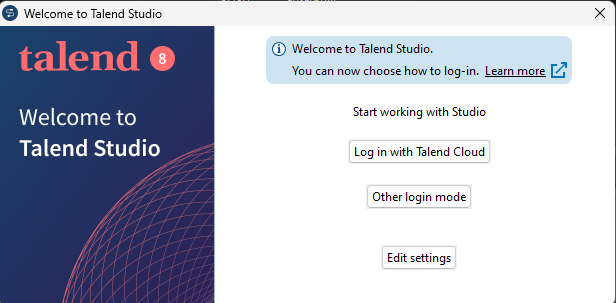 Welcome to Talend Studio
talend 8
Welcome to
Talend Studio
Welcome to Talend Studio.
You can now choose how to log-in. Learn more
Start working with Studio
Log in with Talend Cloud
Other login mode
Edit settings